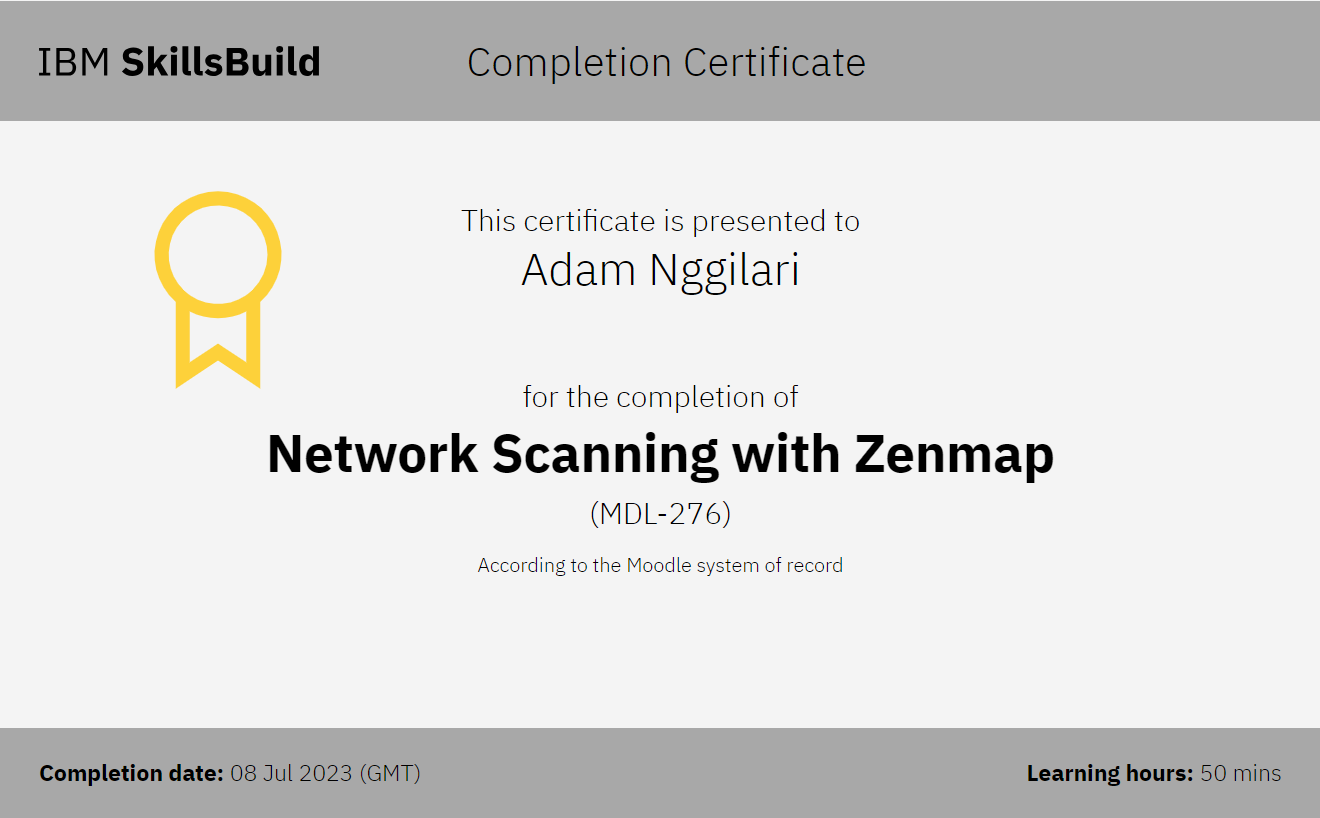 IBM SkillsBuild
Completion Certificate
This certificate is presented to
Adam Nggilari
for the completion of
Network Scanning with Zenmap
(MDL-276)
According to the Moodle system of record
Completion date: 08 Jul 2023 (GMT)
Learning hours: 50 mins